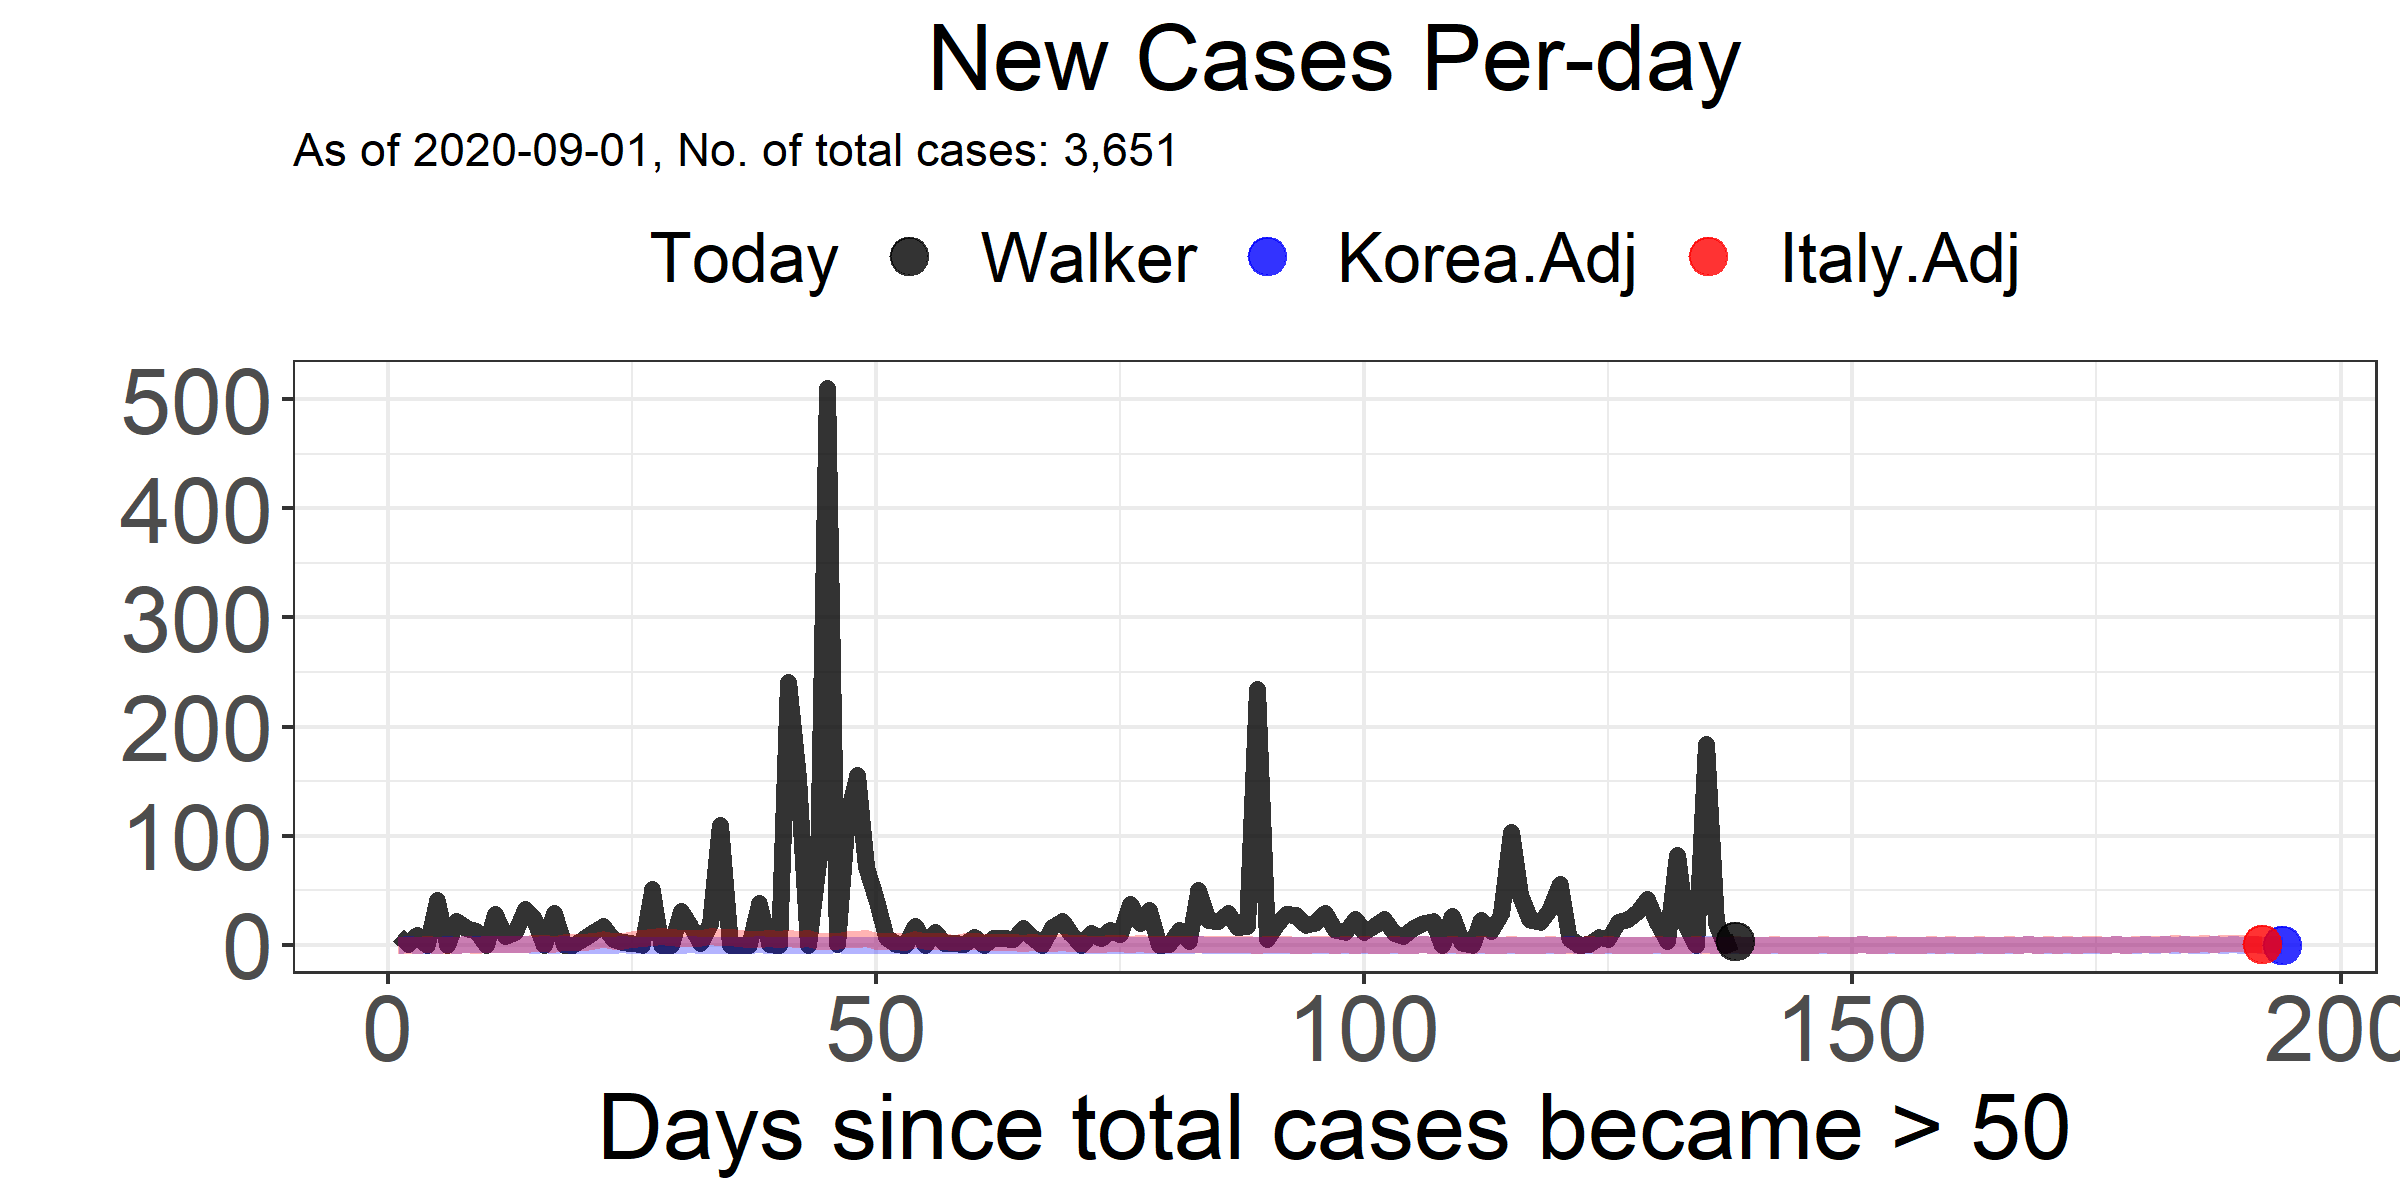 New Cases Per-day
As of 2020-09-01, No. of total cases: 3,651
Today Walker Korea.Adj Italy.Adj
500
400
300
200
100
0
0 50 100 150 200
Days since total cases became > 50